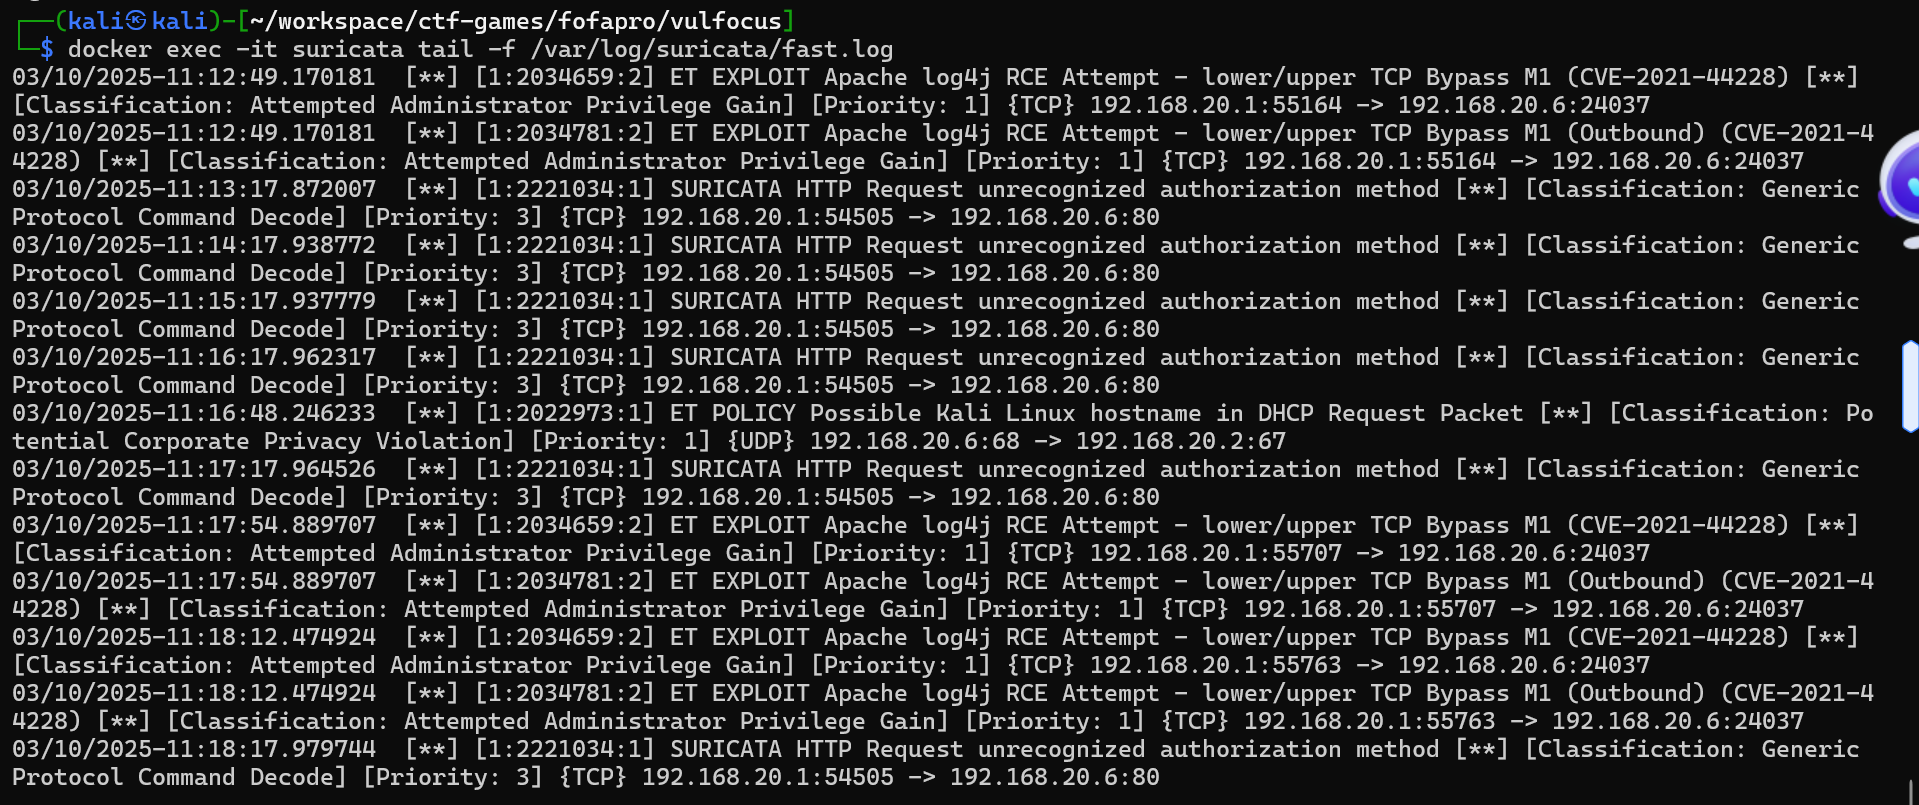 (kali㉿kali)-[~/workspace/ctf-games/fofapro/vulfocus]
$ docker exec -it suricata tail -f /var/log/suricata/fast.log
03/10/2025-11:12:49.170181  [**] [1:2034659:2] ET EXPLOIT Apache log4j RCE Attempt - lower/upper TCP Bypass M1 (CVE-2021-44228) [**]
[Classification: Attempted Administrator Privilege Gain] [Priority: 1] {TCP} 192.168.20.1:55164 -> 192.168.20.6:24037
03/10/2025-11:12:49.170181  [**] [1:2034781:2] ET EXPLOIT Apache log4j RCE Attempt - lower/upper TCP Bypass M1 (Outbound) (CVE-2021-4
4228) [**] [Classification: Attempted Administrator Privilege Gain] [Priority: 1] {TCP} 192.168.20.1:55164 -> 192.168.20.6:24037
03/10/2025-11:13:17.872007  [**] [1:2221034:1] SURICATA HTTP Request unrecognized authorization method [**] [Classification: Generic
Protocol Command Decode] [Priority: 3] {TCP} 192.168.20.1:54505 -> 192.168.20.6:80
03/10/2025-11:14:17.938772  [**] [1:2221034:1] SURICATA HTTP Request unrecognized authorization method [**] [Classification: Generic
Protocol Command Decode] [Priority: 3] {TCP} 192.168.20.1:54505 -> 192.168.20.6:80
03/10/2025-11:15:17.937779  [**] [1:2221034:1] SURICATA HTTP Request unrecognized authorization method [**] [Classification: Generic
Protocol Command Decode] [Priority: 3] {TCP} 192.168.20.1:54505 -> 192.168.20.6:80
03/10/2025-11:16:17.962317  [**] [1:2221034:1] SURICATA HTTP Request unrecognized authorization method [**] [Classification: Generic
Protocol Command Decode] [Priority: 3] {TCP} 192.168.20.1:54505 -> 192.168.20.6:80
03/10/2025-11:16:48.246233  [**] [1:2022973:1] ET POLICY Possible Kali Linux hostname in DHCP Request Packet [**] [Classification: Po
tential Corporate Privacy Violation] [Priority: 1] {UDP} 192.168.20.6:68 -> 192.168.20.2:67
03/10/2025-11:17:17.964526  [**] [1:2221034:1] SURICATA HTTP Request unrecognized authorization method [**] [Classification: Generic
Protocol Command Decode] [Priority: 3] {TCP} 192.168.20.1:54505 -> 192.168.20.6:80
03/10/2025-11:17:54.889707  [**] [1:2034659:2] ET EXPLOIT Apache log4j RCE Attempt - lower/upper TCP Bypass M1 (CVE-2021-44228) [**]
[Classification: Attempted Administrator Privilege Gain] [Priority: 1] {TCP} 192.168.20.1:55707 -> 192.168.20.6:24037
03/10/2025-11:17:54.889707  [**] [1:2034781:2] ET EXPLOIT Apache log4j RCE Attempt - lower/upper TCP Bypass M1 (Outbound) (CVE-2021-4
4228) [**] [Classification: Attempted Administrator Privilege Gain] [Priority: 1] {TCP} 192.168.20.1:55707 -> 192.168.20.6:24037
03/10/2025-11:18:12.474924  [**] [1:2034659:2] ET EXPLOIT Apache log4j RCE Attempt - lower/upper TCP Bypass M1 (CVE-2021-44228) [**]
[Classification: Attempted Administrator Privilege Gain] [Priority: 1] {TCP} 192.168.20.1:55763 -> 192.168.20.6:24037
03/10/2025-11:18:12.474924  [**] [1:2034781:2] ET EXPLOIT Apache log4j RCE Attempt - lower/upper TCP Bypass M1 (Outbound) (CVE-2021-4
4228) [**] [Classification: Attempted Administrator Privilege Gain] [Priority: 1] {TCP} 192.168.20.1:55763 -> 192.168.20.6:24037
03/10/2025-11:18:17.979744  [**] [1:2221034:1] SURICATA HTTP Request unrecognized authorization method [**] [Classification: Generic
Protocol Command Decode] [Priority: 3] {TCP} 192.168.20.1:54505 -> 192.168.20.6:80